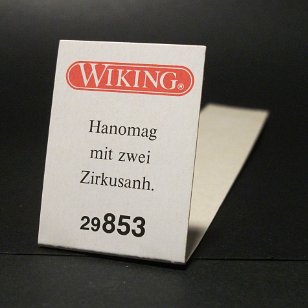 WIKING®
Hanomag
mit zwei
Zirkusanh.
29853